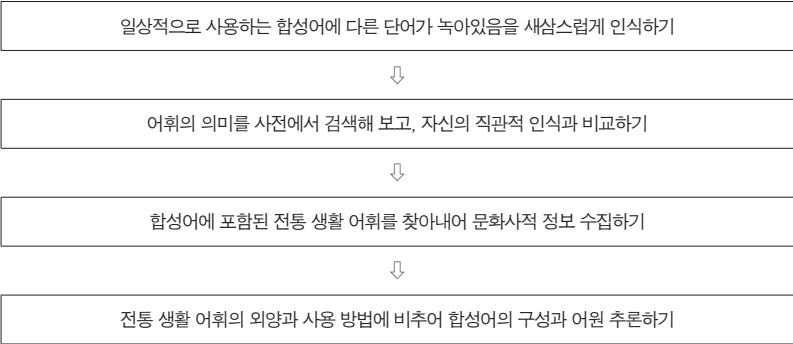 일상적으로 사용하는 합성어에 다른 단어가 녹아있음을 새삼스럽게 인식하기
⇩
어휘의 의미를 사전에서 검색해 보고, 자신의 직관적 인식과 비교하기
⇩
합성어에 포함된 전통 생활 어휘를 찾아내어 문화사적 정보 수집하기
⇩
전통 생활 어휘의 외양과 사용 방법에 비추어 합성어의 구성과 어원 추론하기